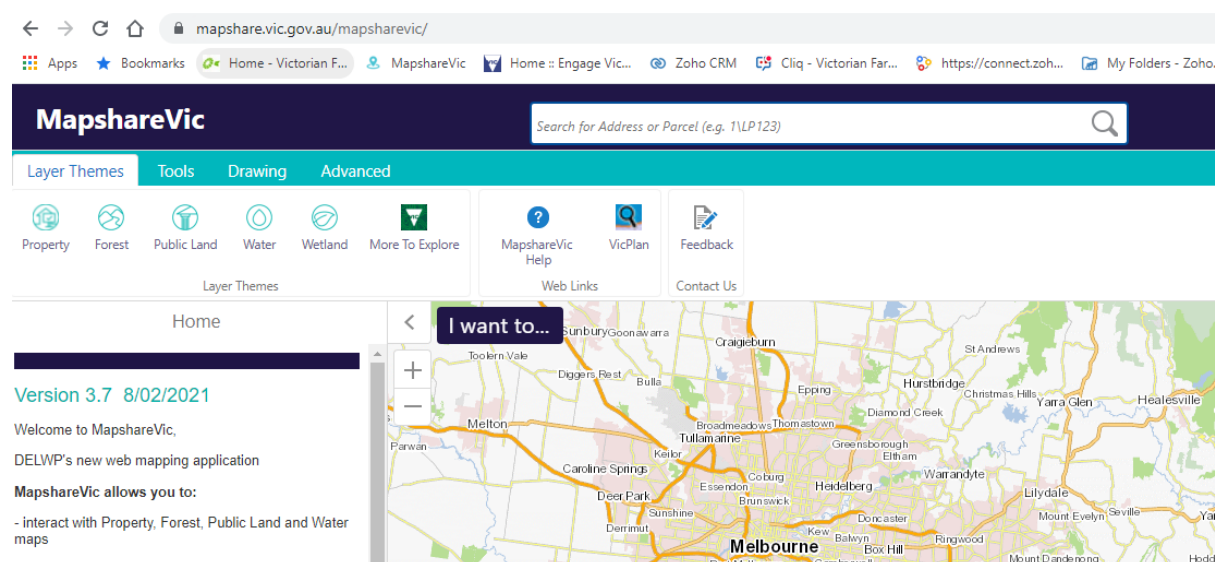 mapshare.vic.gov.au/mapsharevic/
Apps Bookmarks Home - Victorian F... MapshareVic Home :: Engage Vic... Zoho CRM Cliq - Victorian Far... https://connect.zoh... My Folders - Zoho.
MapshareVic
Search for Address or Parcel (e.g. 1\LP123)
Layer Themes Tools Drawing Advanced
Property Forest Public Land Water Wetland More To Explore
Layer Themes
MapshareVic Help VicPlan
Web Links
Feedback
Contact Us
Home
Version 3.7 8/02/2021
Welcome to MapshareVic,
DELWP's new web mapping application
MapshareVic allows you to:
- interact with Property, Forest, Public Land and Water
maps
I want to...
Sunbury Goonawarra
Craigieburn
St Andrews
Toolern Vale
Diggers Rest
Bulla
Epping
Hurstbridge
Christmas Hills
Yarra Glen
Healesville
Diamond Creek
Melton
Broadmeadows Thomastown
Tullamarine
Greensborough
Parwan
Keilor
Eltham
Caroline Springs
Coburg
Warrandyte
Essendon
Heidelberg
Deer Park
Brunswick
Lilydale
Sunshine
Doncaster
Mount Evelyn
Seville
Derrimut
Kew
Balwyn
Ringwood
Melbourne
Box Hill
Mount Dandenong